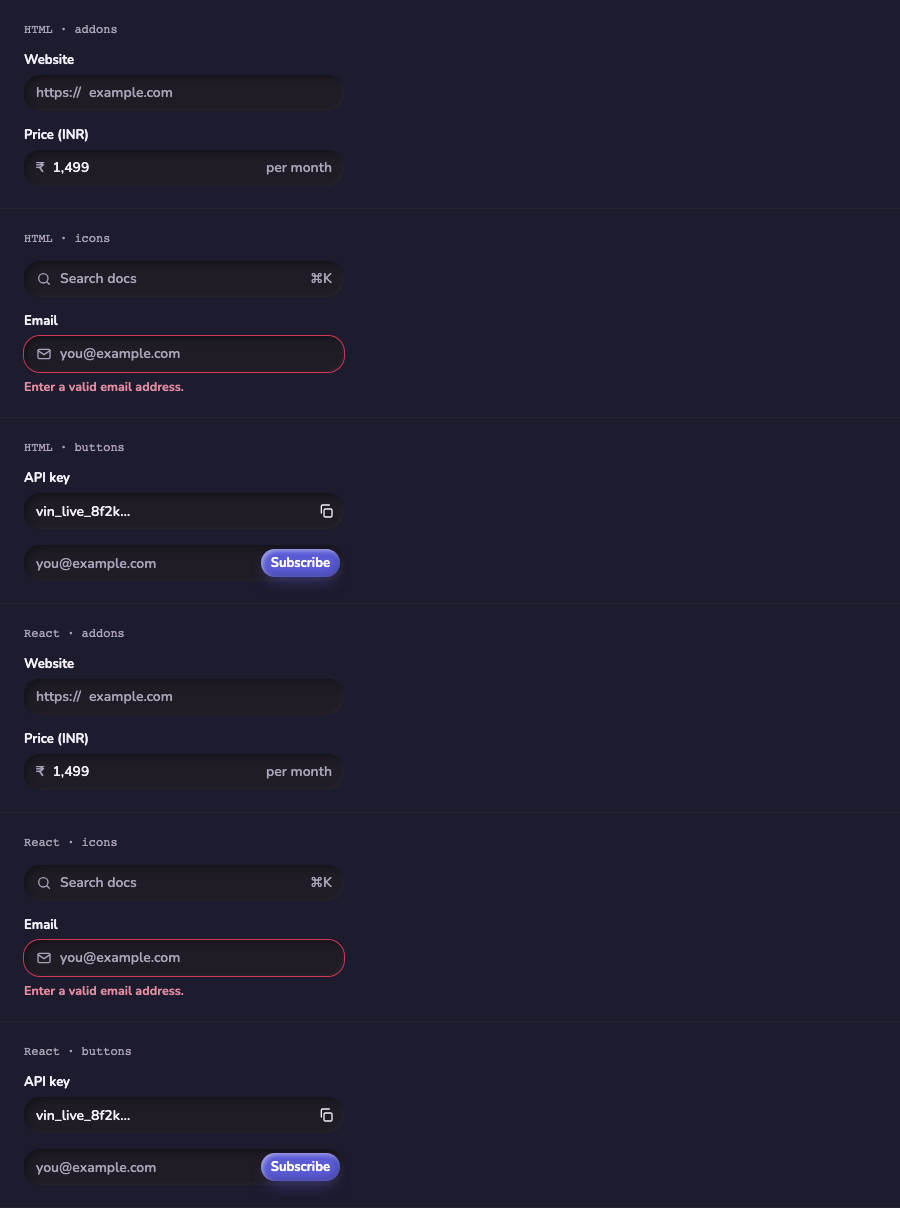 HTML · addons
Website
https:// example.com
Price (INR)
₹ 1,499 per month
HTML · icons
Search docs ⌘K
Email
you@example.com
Enter a valid email address.
HTML · buttons
API key
vin_live_8f2k…
you@example.com Subscribe
React · addons
Website
https:// example.com
Price (INR)
₹ 1,499 per month
React · icons
Search docs ⌘K
Email
you@example.com
Enter a valid email address.
React · buttons
API key
vin_live_8f2k…
you@example.com Subscribe